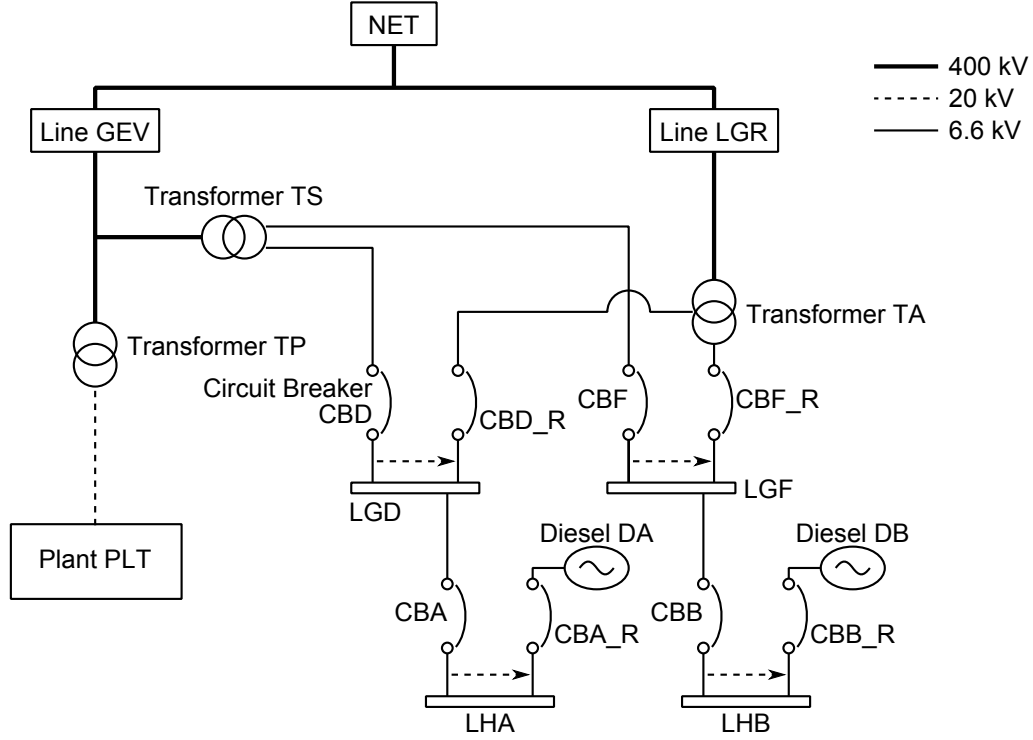 NET
400 kV
20 kV
6.6 kV
Line GEV
Line LGR
Transformer TS
Transformer TA
Transformer TP
Circuit Breaker
CBD
CBD_R
CBF
CBF_R
LGD
LGF
Plant PLT
Diesel DA
Diesel DB
CBA
CBA_R
CBB
CBB_R
LHA
LHB